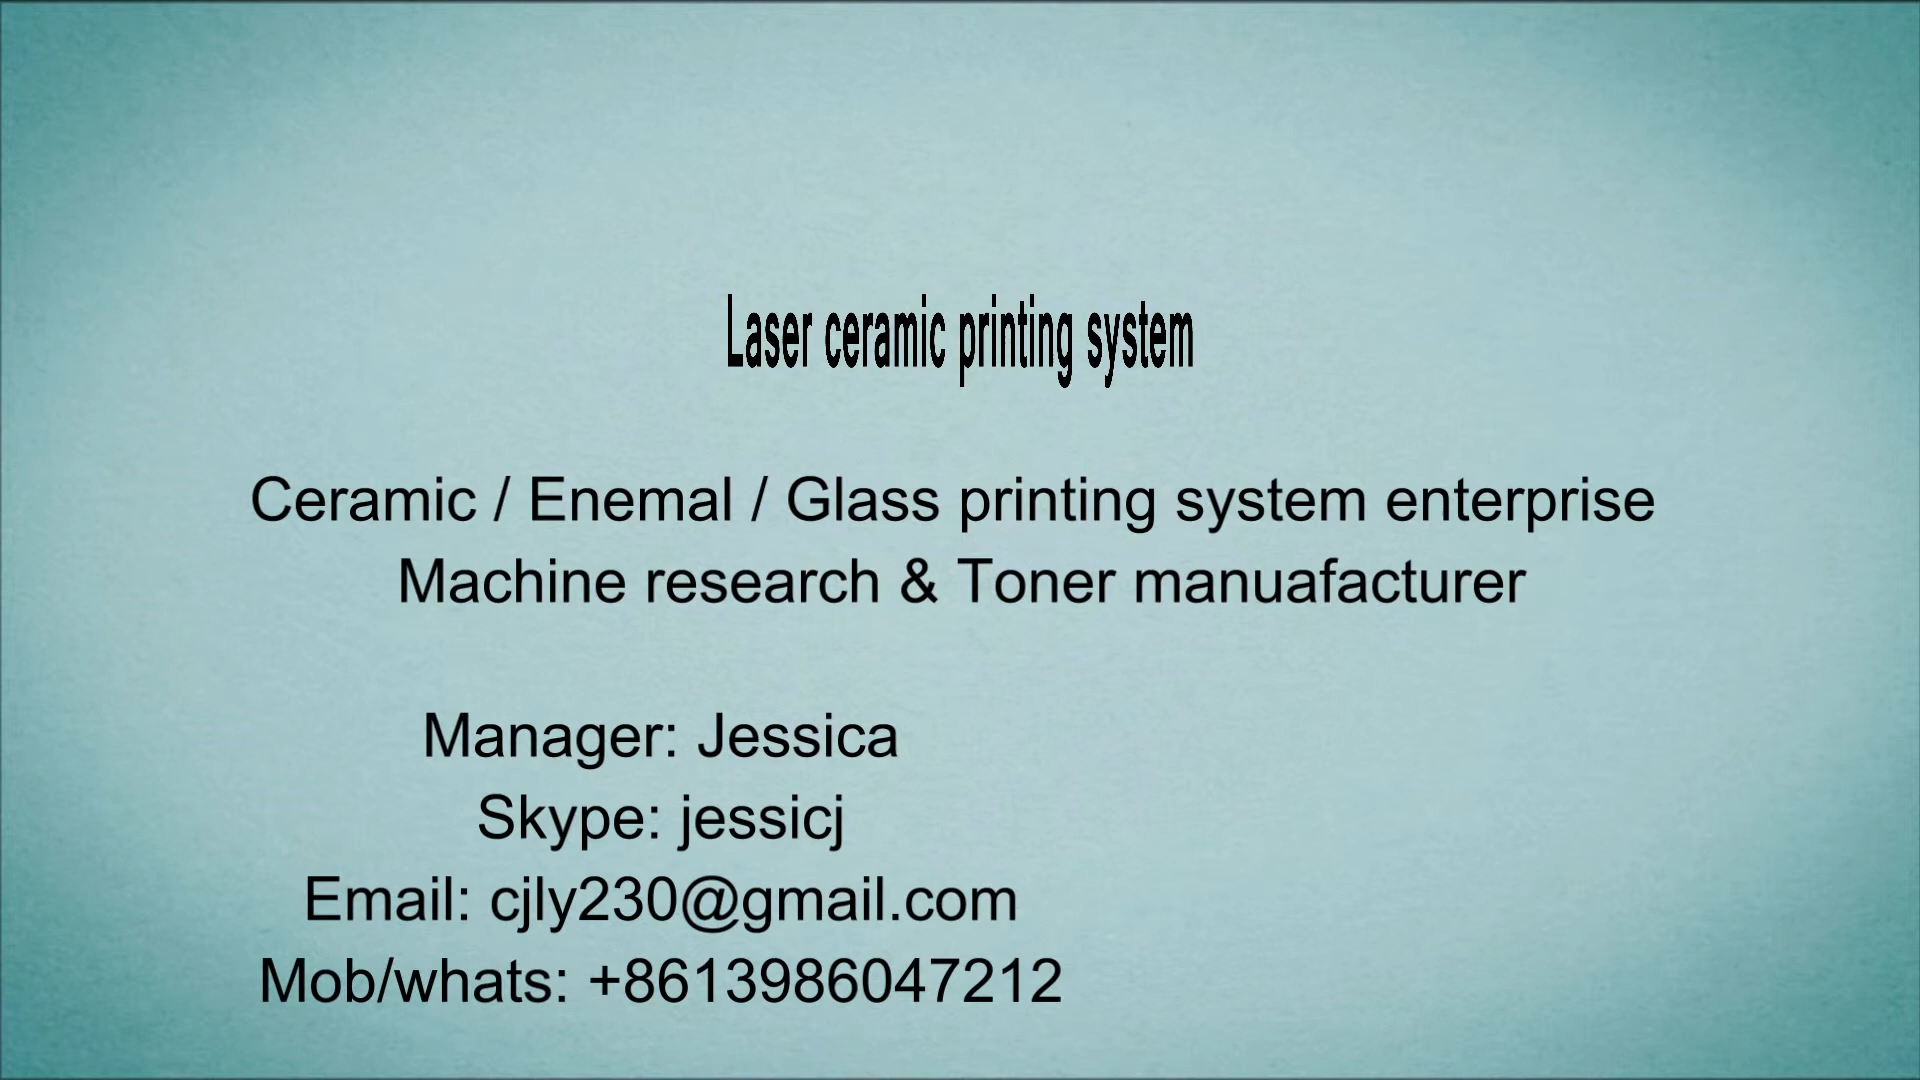 Laser ceramic printing system
Ceramic / Enemal / Glass printing system enterprise
Machine research & Toner manuafacturer
Manager: Jessica
Skype: jessicj
Email: cjly230@gmail.com
Mob/whats: +8613986047212